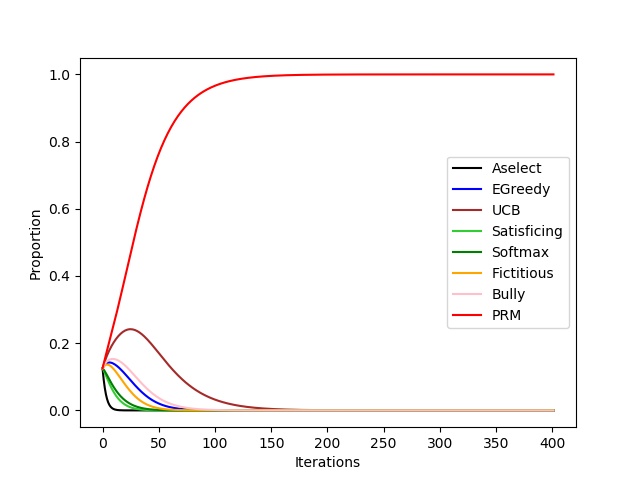 1.0
0.8
0.6
0.4
0.2
0.0
Proportion
Aselect
EGreedy
UCB
Satisficing
Softmax
Fictitious
Bully
PRM
0 50 100 150 200 250 300 350 400
Iterations